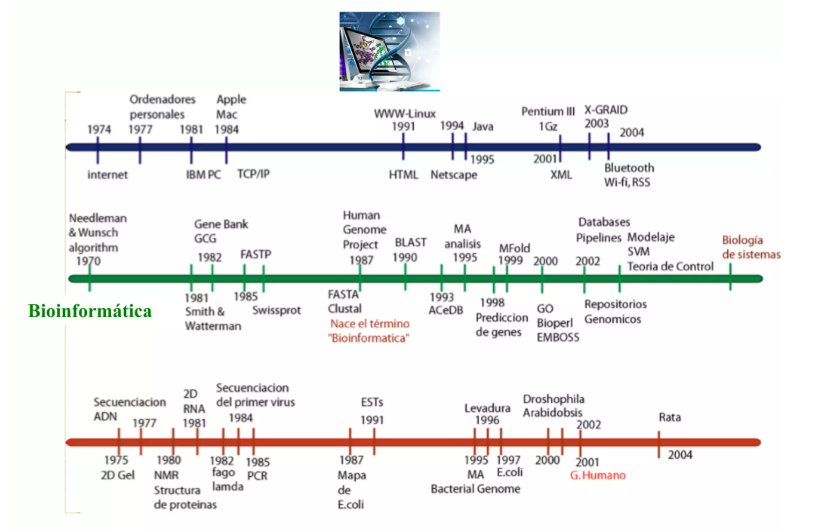 Ordenadores
personales
Apple
Mac
1974
1977
1981
1984
WWW-Linux
1991
1994
Java
1995
Pentium III
1Gz
2001
X-GRAID
2003
2004
internet
IBM PC
TCP/IP
HTML
Netscape
XML
Bluetooth
Wi-fi, RSS
Needleman
& Wunsch
algorithm
1970
Gene Bank
GCG
1982
FASTP
Human
Genome
Project
1987
BLAST
1990
MA
analisis
1995
MFold
1999
2000
Databases
Pipelines
2002
Modelaje
SVM
Teoria de Control
Biología
de sistemas
Bioinformática
1981
Smith &
Watterman
1985
Swissprot
FASTA
Clustal
Nace el término
"Bioinformatica"
1993
ACeDB
1998
Prediccion
de genes
GO
Bioperl
EMBOSS
Repositorios
Genomicos
Secuenciacion
ADN
1977
2D
RNA
1981
Secuenciacion
del primer virus
1984
ESTs
1991
Levadura
1996
Droshophila
Arabidobsis
2002
Rata
2004
1975
2D Gel
1980
NMR
Structura
de proteinas
1982
fago
lamda
1985
PCR
1987
Mapa
de
E.coli
1995
MA
1997
E.coli
Bacterial Genome
2000
2001
G.Humano